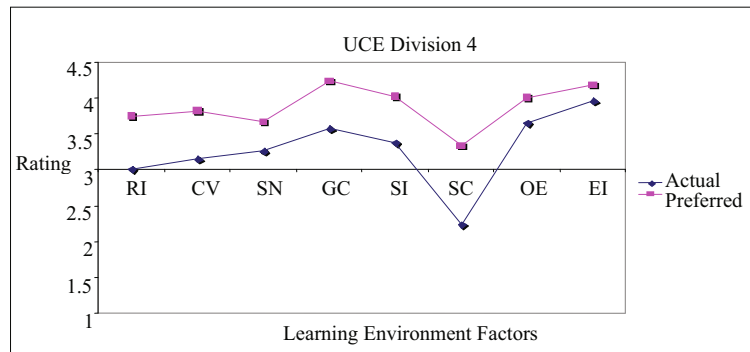 UCE Division 4
4.5
4
3.5
Rating
3
RI CV SN GC SI SC OE EI
2.5
2
1.5
1
Actual
Preferred
Learning Environment Factors